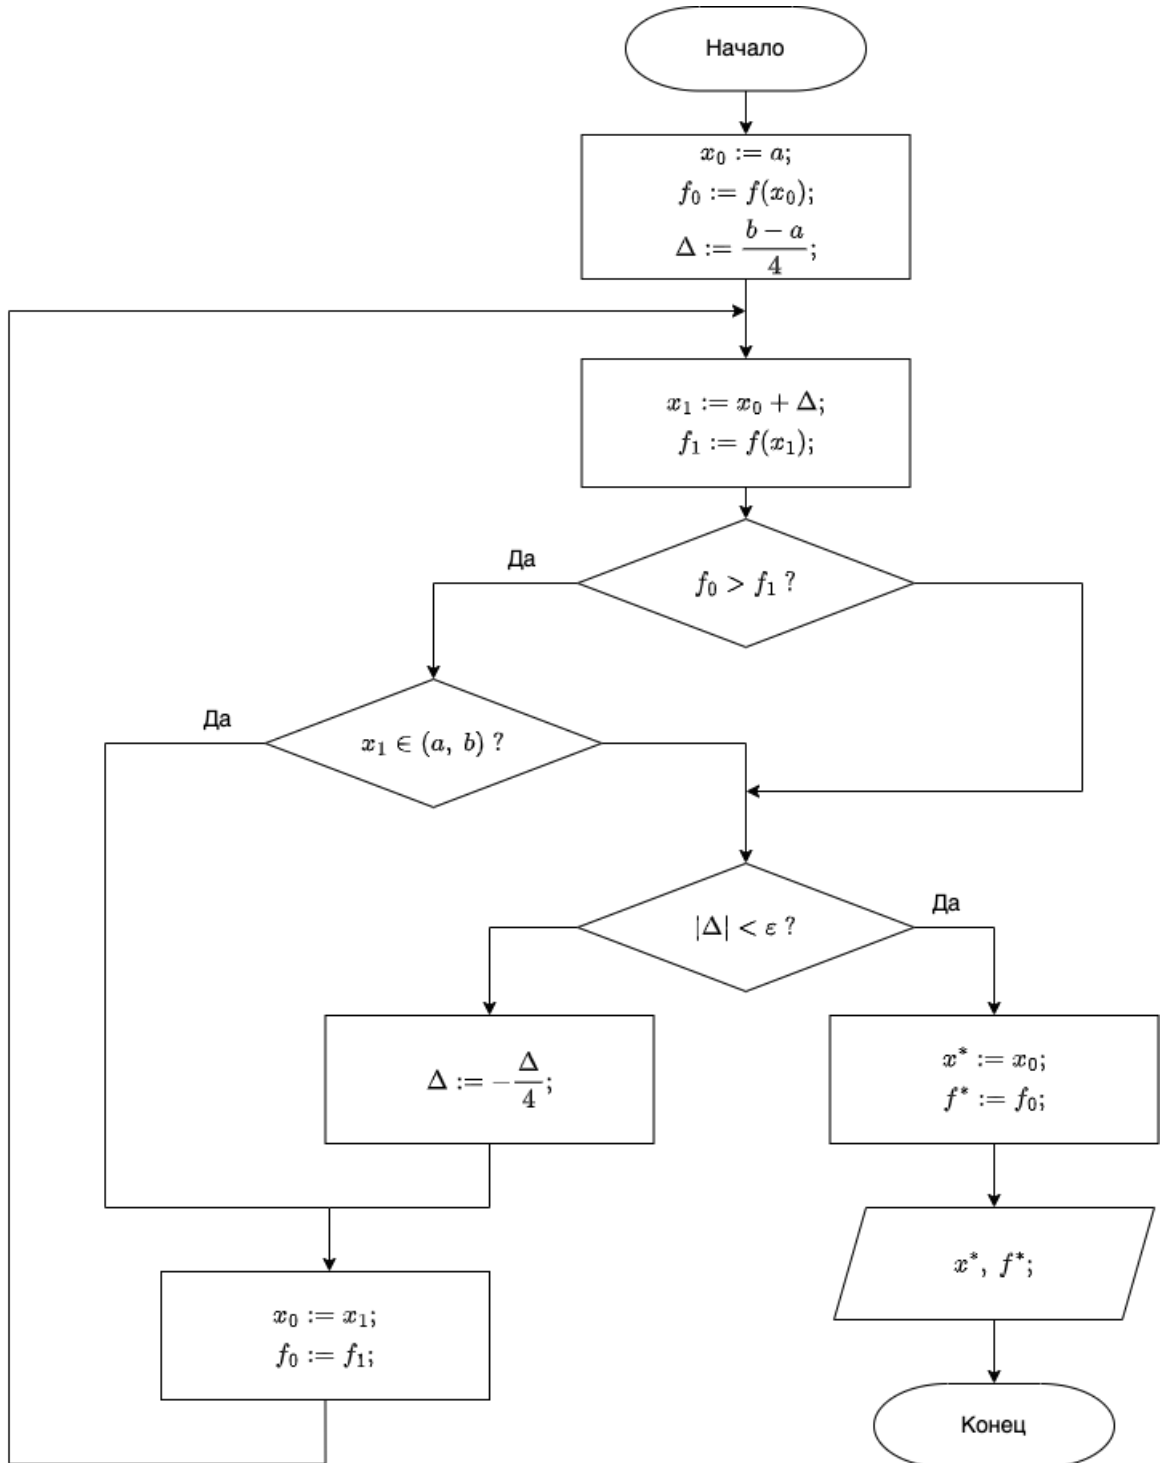 Начало
x₀ := a;
f₀ := f(x₀);
Δ := (b − a)/4;
x₁ := x₀ + Δ;
f₁ := f(x₁);
Да
f₀ > f₁ ?
Да
x₁ ∈ (a, b) ?
Да
|Δ| < ε ?
Δ := −Δ/4;
x* := x₀;
f* := f₀;
x*, f*;
x₀ := x₁;
f₀ := f₁;
Конец